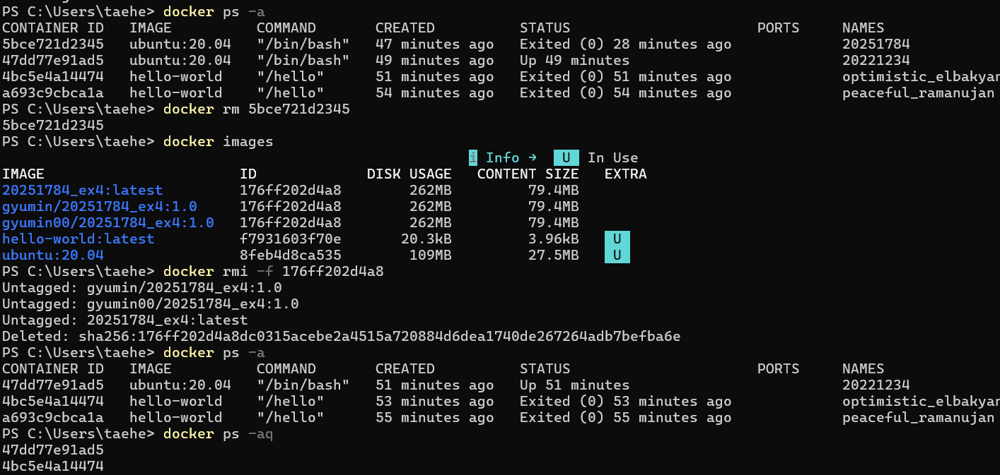 PS C:\Users\taehe> docker ps -a
CONTAINER ID   IMAGE          COMMAND       CREATED          STATUS                      PORTS     NAMES
5bce721d2345   ubuntu:20.04   "/bin/bash"   47 minutes ago   Exited (0) 28 minutes ago             20251784
47dd77e91ad5   ubuntu:20.04   "/bin/bash"   49 minutes ago   Up 49 minutes                         20221234
4bc5e4a14474   hello-world    "/hello"      51 minutes ago   Exited (0) 51 minutes ago             optimistic_elbakyan
a693c9cbca1a   hello-world    "/hello"      54 minutes ago   Exited (0) 54 minutes ago             peaceful_ramanujan
PS C:\Users\taehe> docker rm 5bce721d2345
5bce721d2345
PS C:\Users\taehe> docker images
i Info →   U  In Use
IMAGE                       ID             DISK USAGE   CONTENT SIZE   EXTRA
20251784_ex4:latest         176ff202d4a8        262MB         79.4MB
gyumin/20251784_ex4:1.0     176ff202d4a8        262MB         79.4MB
gyumin00/20251784_ex4:1.0   176ff202d4a8        262MB         79.4MB
hello-world:latest          f7931603f70e       20.3kB         3.96kB    U
ubuntu:20.04                8feb4d8ca535        109MB         27.5MB    U
PS C:\Users\taehe> docker rmi -f 176ff202d4a8
Untagged: gyumin/20251784_ex4:1.0
Untagged: gyumin00/20251784_ex4:1.0
Untagged: 20251784_ex4:latest
Deleted: sha256:176ff202d4a8dc0315acebe2a4515a720884d6dea1740de267264adb7befba6e
PS C:\Users\taehe> docker ps -a
CONTAINER ID   IMAGE          COMMAND       CREATED          STATUS                      PORTS     NAMES
47dd77e91ad5   ubuntu:20.04   "/bin/bash"   51 minutes ago   Up 51 minutes                         20221234
4bc5e4a14474   hello-world    "/hello"      53 minutes ago   Exited (0) 53 minutes ago             optimistic_elbakyan
a693c9cbca1a   hello-world    "/hello"      55 minutes ago   Exited (0) 55 minutes ago             peaceful_ramanujan
PS C:\Users\taehe> docker ps -aq
47dd77e91ad5
4bc5e4a14474